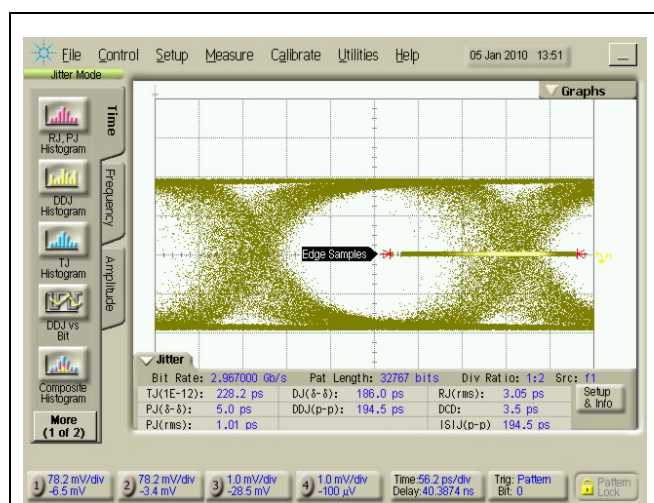 File Control Setup Measure Calibrate Utilities Help 05 Jan 2010 13:51
Jitter Mode
Graphs
RJ, PJ
Histogram
DDJ
Histogram
TJ
Histogram
DDJ vs
Bit
Composite
Histogram
More
(1 of 2)
Time
Frequency
Amplitude
Edge Samples
Jitter
Bit Rate: 2.967000 Gb/s Pat Length: 32767 bits Div Ratio: 1:2 Src: f1
TJ(1E-12): 228.2 ps DJ(δ-δ): 186.0 ps RJ(rms): 3.05 ps
PJ(δ-δ): 5.0 ps DDJ(p-p): 194.5 ps DCD: 3.5 ps
PJ(rms): 1.01 ps ISIJ(p-p) 194.5 ps
Setup
& Info
1) 78.2 mV/div
-6.5 mV
2) 78.2 mV/div
-3.4 mV
3) 1.0 mV/div
-28.5 mV
4) 1.0 mV/div
-100 μV
Time:56.2 ps/div
Delay:40.3874 ns
Trig: Pattern
Bit: 0
Pattern
Lock